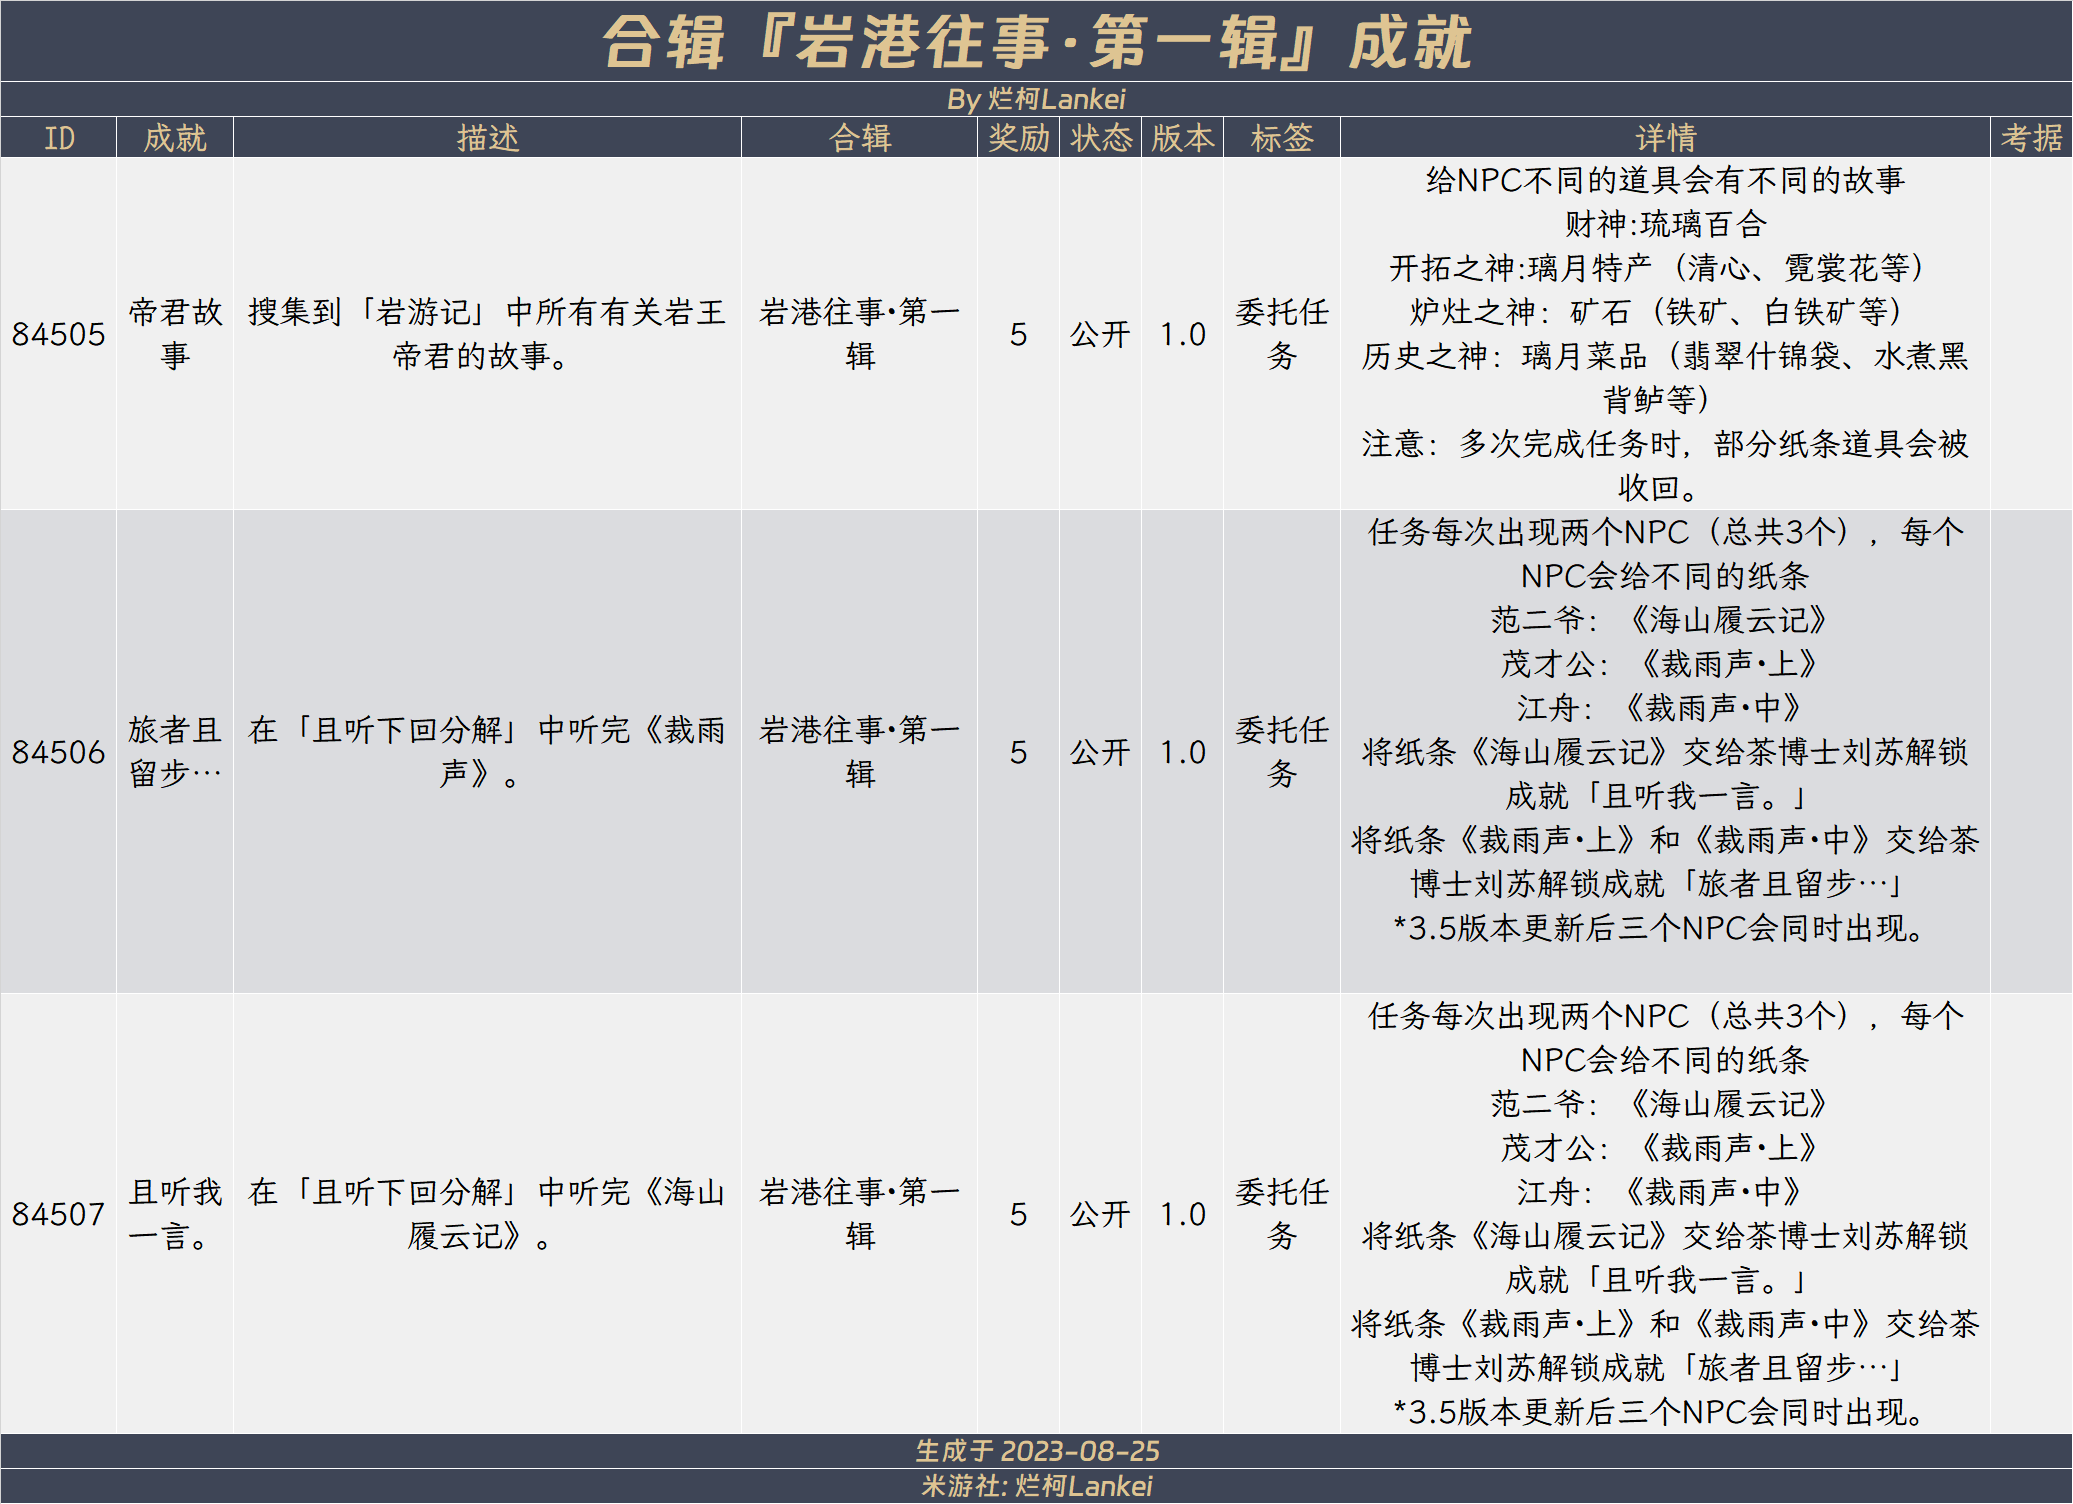 合辑『岩港往事·第一辑』成就
By 烂柯Lankei
ID 成就 描述 合辑 奖励 状态 版本 标签 详情 考据
84505
帝君故
事
搜集到「岩游记」中所有有关岩王
帝君的故事。
岩港往事·第一
辑
5
公开
1.0
委托任
务
给NPC不同的道具会有不同的故事
财神:琉璃百合
开拓之神:璃月特产（清心、霓裳花等）
炉灶之神：矿石（铁矿、白铁矿等）
历史之神：璃月菜品（翡翠什锦袋、水煮黑
背鲈等）
注意：多次完成任务时，部分纸条道具会被
收回。
84506
旅者且
留步…
在「且听下回分解」中听完《裁雨
声》。
岩港往事·第一
辑
5
公开
1.0
委托任
务
任务每次出现两个NPC（总共3个），每个
NPC会给不同的纸条
范二爷：《海山履云记》
茂才公：《裁雨声·上》
江舟：《裁雨声·中》
将纸条《海山履云记》交给茶博士刘苏解锁
成就「且听我一言。」
将纸条《裁雨声·上》和《裁雨声·中》交给茶
博士刘苏解锁成就「旅者且留步…」
*3.5版本更新后三个NPC会同时出现。
84507
且听我
一言。
在「且听下回分解」中听完《海山
履云记》。
岩港往事·第一
辑
5
公开
1.0
委托任
务
任务每次出现两个NPC（总共3个），每个
NPC会给不同的纸条
范二爷：《海山履云记》
茂才公：《裁雨声·上》
江舟：《裁雨声·中》
将纸条《海山履云记》交给茶博士刘苏解锁
成就「且听我一言。」
将纸条《裁雨声·上》和《裁雨声·中》交给茶
博士刘苏解锁成就「旅者且留步…」
*3.5版本更新后三个NPC会同时出现。
生成于 2023-08-25
米游社: 烂柯Lankei